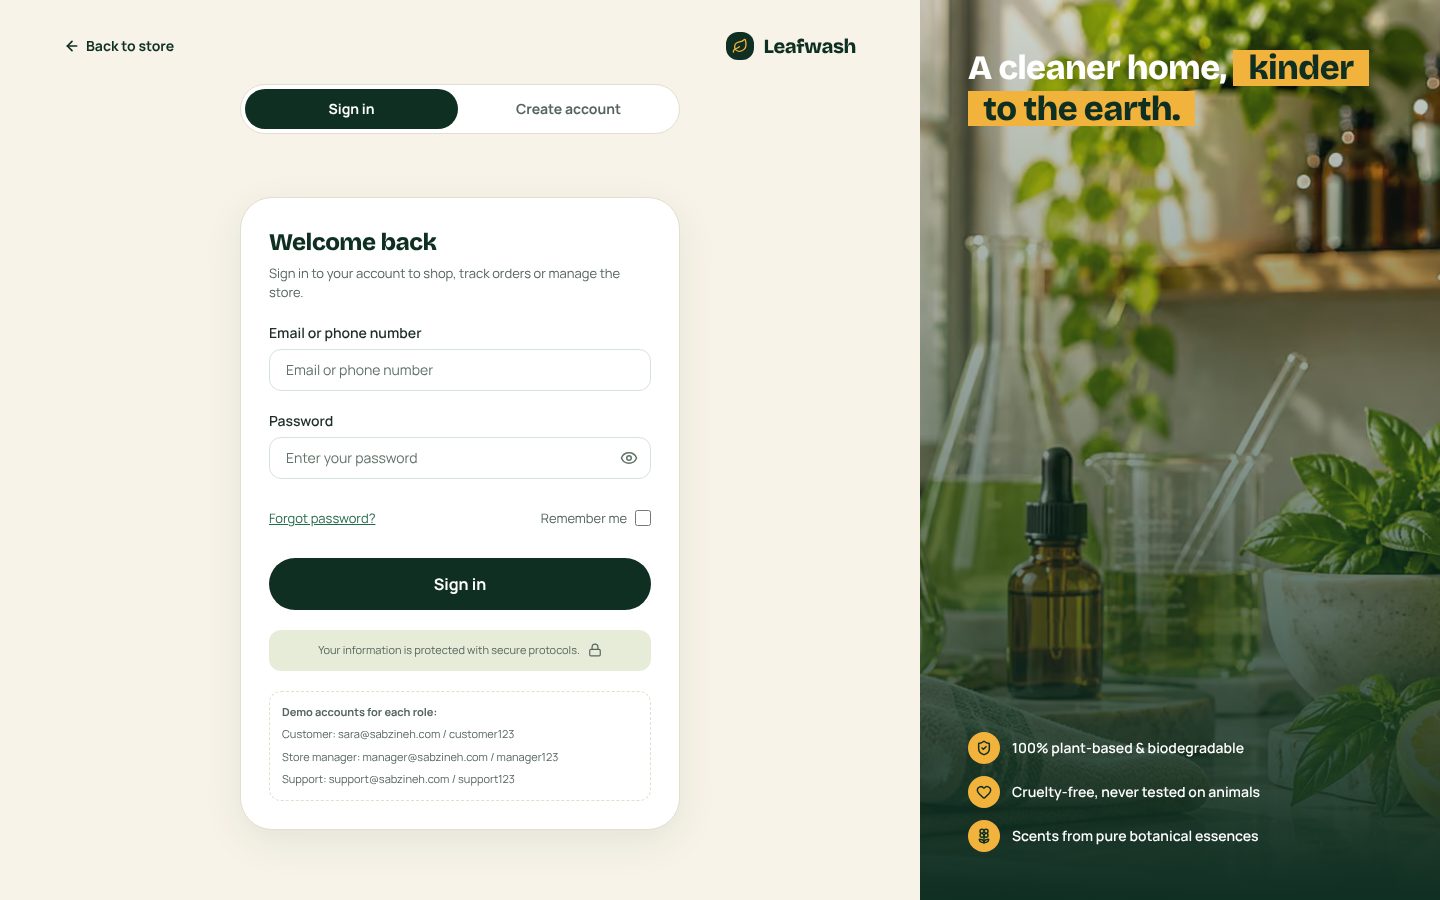 Back to store
Leafwash
Sign in
Create account
Welcome back
Sign in to your account to shop, track orders or manage the
store.
Email or phone number
Email or phone number
Password
Enter your password
Forgot password?
Remember me
Sign in
Your information is protected with secure protocols.
Demo accounts for each role:
Customer: sara@sabzineh.com / customer123
Store manager: manager@sabzineh.com / manager123
Support: support@sabzineh.com / support123
A cleaner home, kinder
to the earth.
100% plant-based & biodegradable
Cruelty-free, never tested on animals
Scents from pure botanical essences